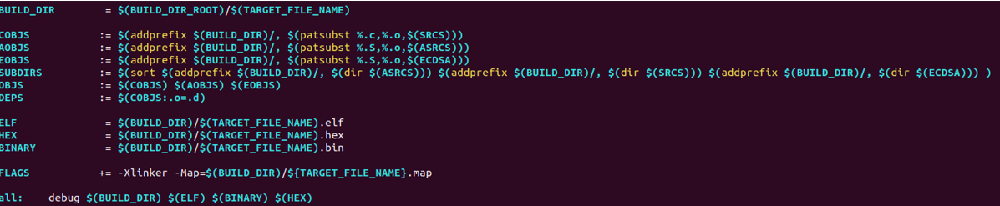 BUILD_DIR = $(BUILD_DIR_ROOT)/$(TARGET_FILE_NAME)
COBJS := $(addprefix $(BUILD_DIR)/, $(patsubst %.c,%.o,$(SRCS)))
AOBJS := $(addprefix $(BUILD_DIR)/, $(patsubst %.S,%.o,$(ASRCS)))
EOBJS := $(addprefix $(BUILD_DIR)/, $(patsubst %.S,%.o,$(ECDSA)))
SUBDIRS := $(sort $(addprefix $(BUILD_DIR)/, $(dir $(ASRCS))) $(addprefix $(BUILD_DIR)/, $(dir $(SRCS))) $(addprefix $(BUILD_DIR)/, $(dir $(ECDSA))) )
OBJS := $(COBJS) $(AOBJS) $(EOBJS)
DEPS := $(COBJS:.o=.d)
ELF = $(BUILD_DIR)/$(TARGET_FILE_NAME).elf
HEX = $(BUILD_DIR)/$(TARGET_FILE_NAME).hex
BINARY = $(BUILD_DIR)/$(TARGET_FILE_NAME).bin
FLAGS += -Xlinker -Map=$(BUILD_DIR)/${TARGET_FILE_NAME}.map
all: debug $(BUILD_DIR) $(ELF) $(BINARY) $(HEX)